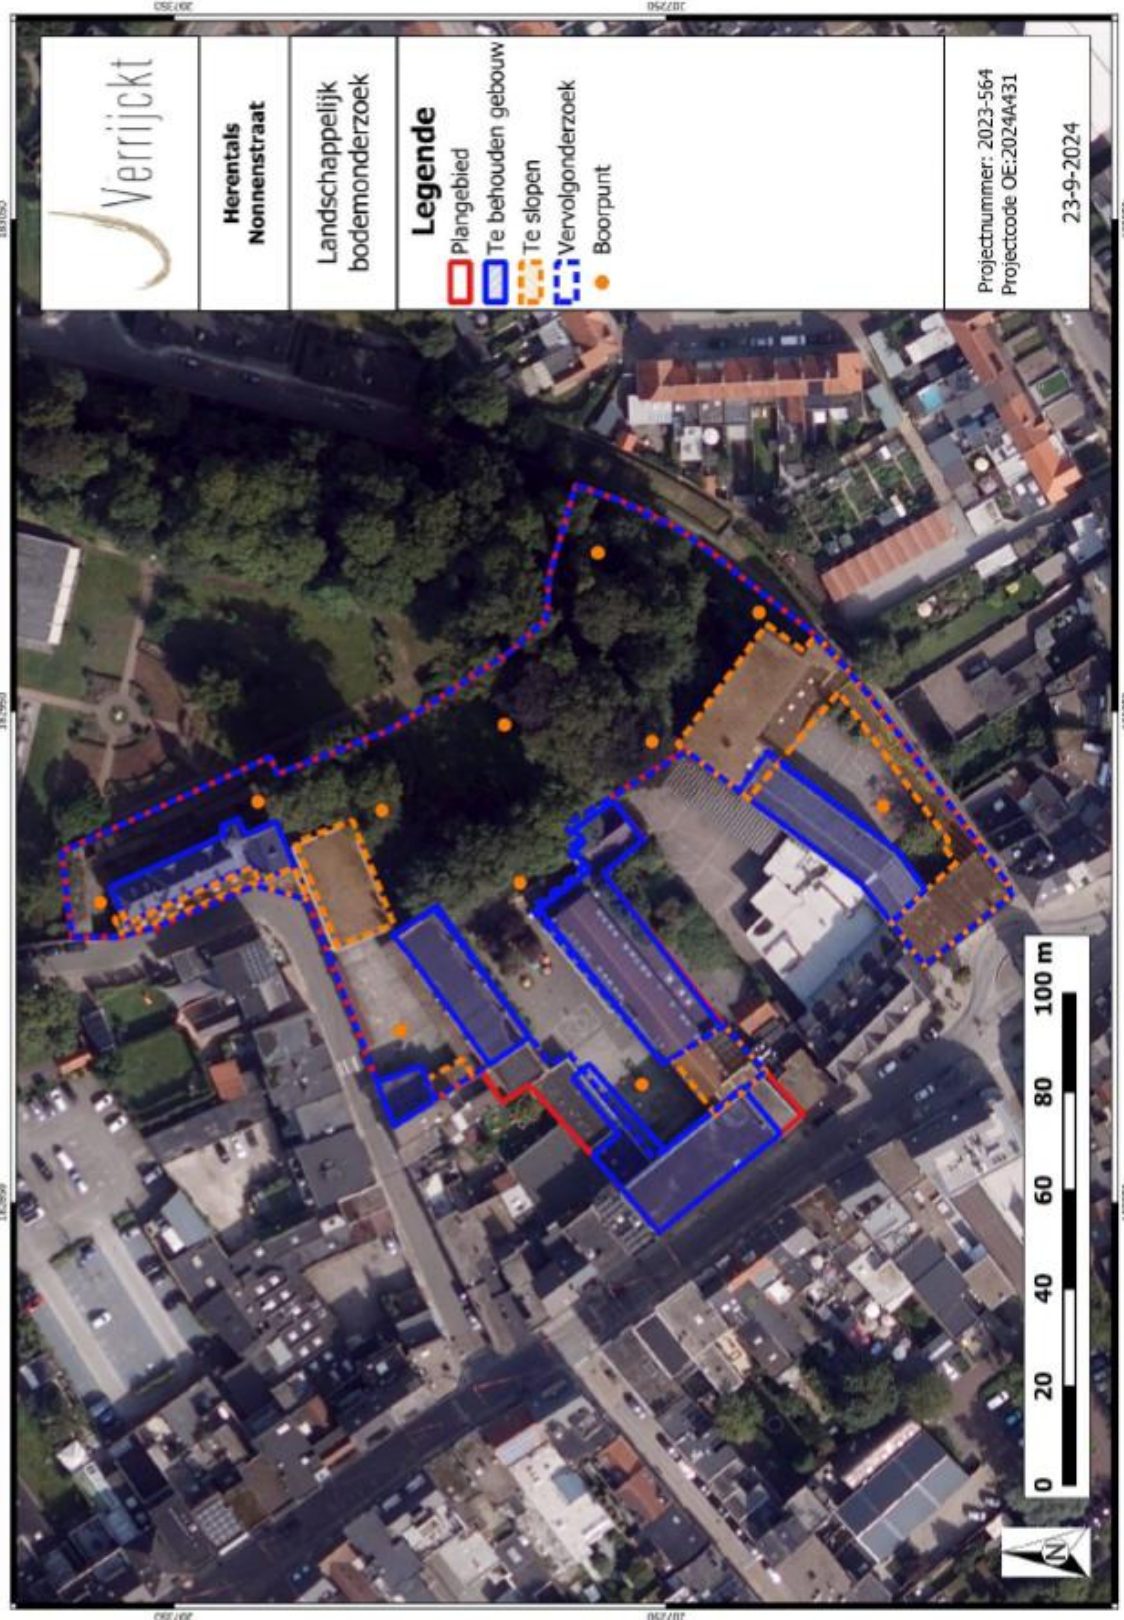 Verrijckt
Herentals
Nonnenstraat
Landschappelijk
bodemonderzoek
Legende
Plangebied
Te behouden gebouw
Te slopen
Vervolgonderzoek
Boorpunt
Projectnummer: 2023-564
Projectcode OE:2024A431
23-9-2024
0 20 40 60 80 100 m
N